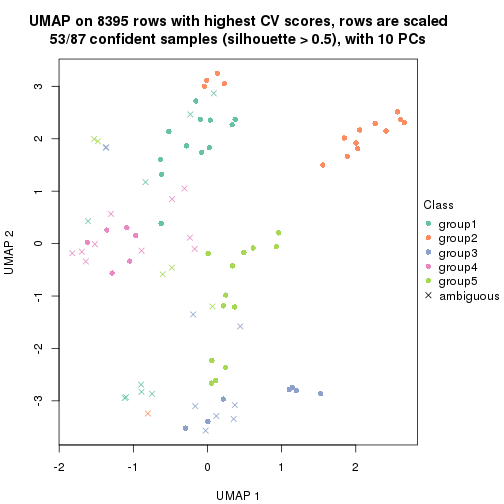 UMAP on 8395 rows with highest CV scores, rows are scaled
53/87 confident samples (silhouette > 0.5), with 10 PCs
3
2
1
0
-1
-2
-3
UMAP 2
-2
-1
0
1
2
UMAP 1
Class
group1
group2
group3
group4
group5
ambiguous